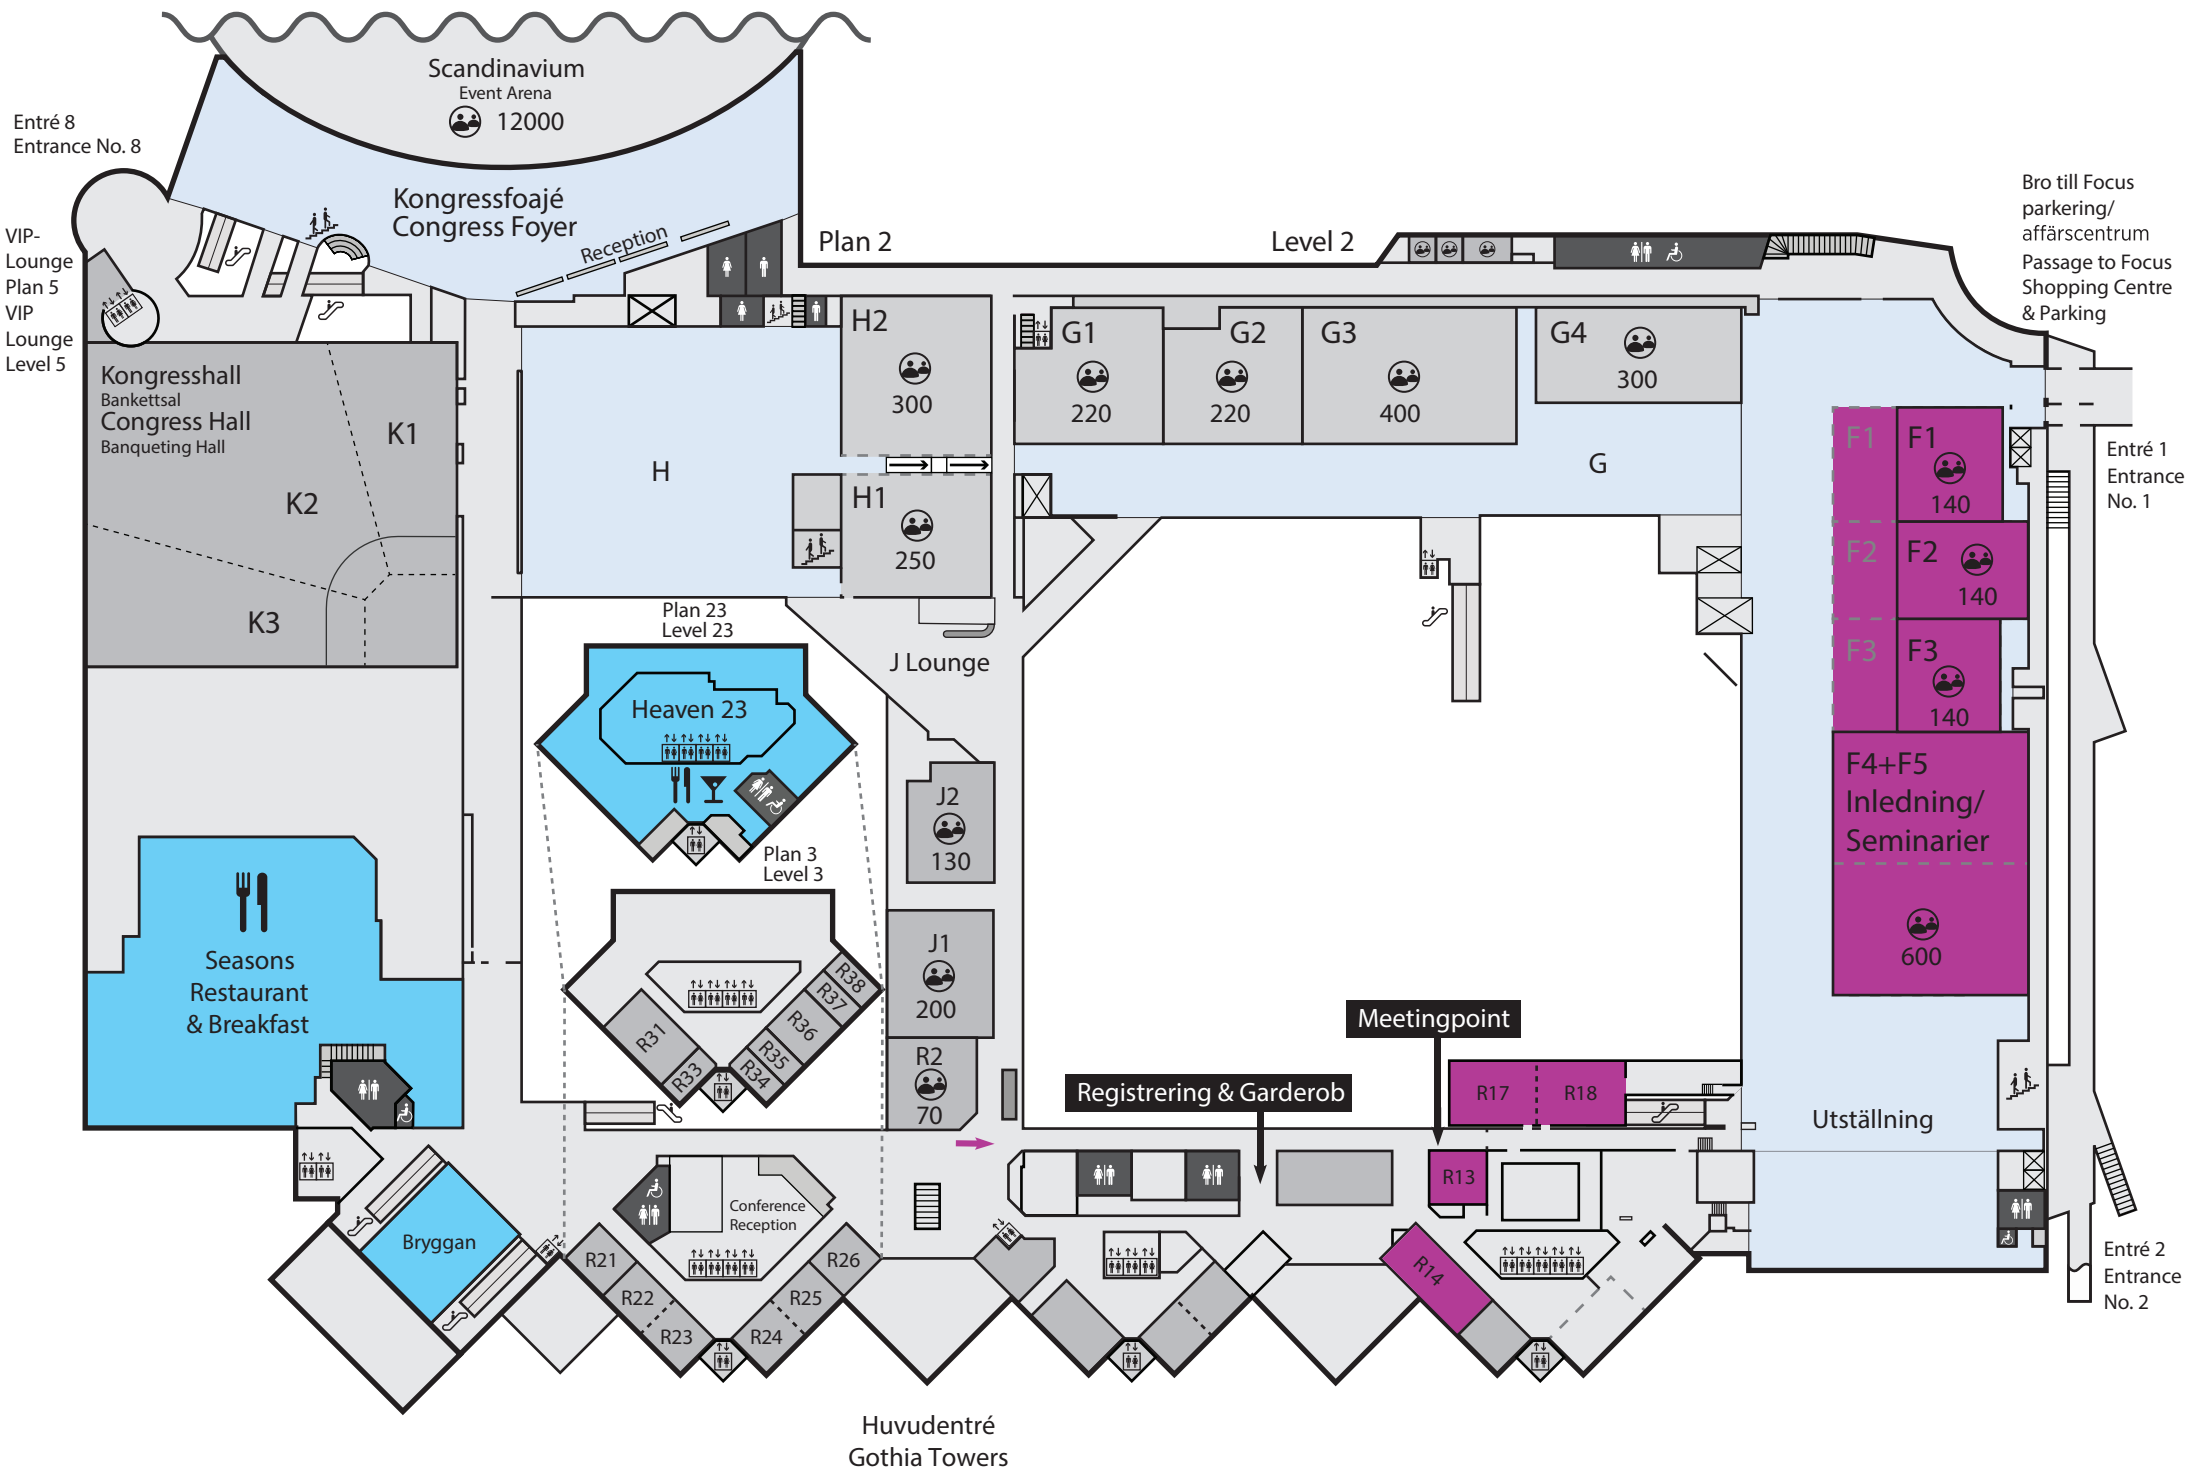 Scandinavium
Event Arena
12000
Entré 8
Entrance No. 8
Kongressfoajé
Congress Foyer
Reception
VIP-
Lounge
Plan 5
VIP
Lounge
Level 5
Plan 2
Level 2
Bro till Focus
parkering/
affärscentrum
Passage to Focus
Shopping Centre
& Parking
Kongresshall
Bankettsal
Congress Hall
Banqueting Hall
K1
K2
K3
H
H2
300
H1
250
G1
220
G2
220
G3
400
G4
300
G
F1
F1
140
F2
F2
140
F3
F3
140
F4+F5
Inledning/
Seminarier
600
Entré 1
Entrance
No. 1
Plan 23
Level 23
Heaven 23
J Lounge
Plan 3
Level 3
J2
130
J1
200
R2
70
R31
R33
R34
R35
R36
R37
R38
Seasons
Restaurant
& Breakfast
Meetingpoint
Registrering & Garderob
R17
R18
R13
R14
Utställning
Conference
Reception
Bryggan
R21
R22
R23
R24
R25
R26
Entré 2
Entrance
No. 2
Huvudentré
Gothia Towers